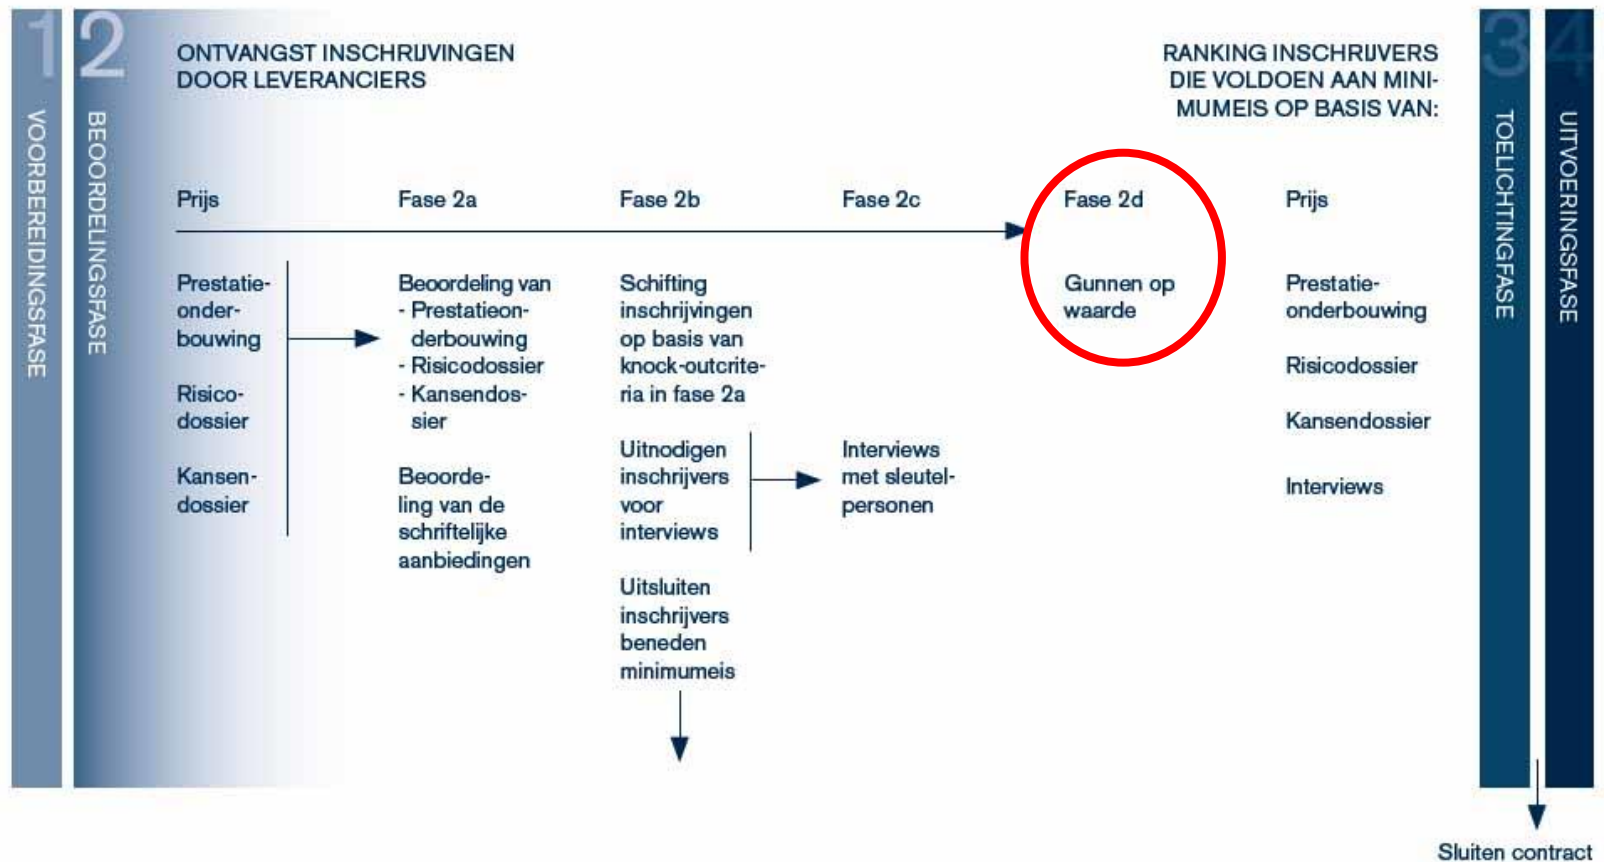 1
VOORBEREIDINGSFASE
2
BEOORDELINGSFASE
ONTVANGST INSCHRIJVINGEN
DOOR LEVERANCIERS
RANKING INSCHRIJVERS
DIE VOLDOEN AAN MINI-
MUMEIS OP BASIS VAN:
Prijs
Prestatie-
onder-
bouwing
Risico-
dossier
Kansen-
dossier
Fase 2a
Beoordeling van
- Prestatieon-
derbouwing
- Risicodossier
- Kansendos-
sier
Beoorde-
ling van de
schriftelijke
aanbiedingen
Fase 2b
Schifting
inschrijvingen
op basis van
knock-outcrite-
ria in fase 2a
Uitnodigen
inschrijvers
voor
interviews
Uitsluiten
inschrijvers
beneden
minimumeis
Fase 2c
Interviews
met sleutel-
personen
Fase 2d
Gunnen op
waarde
Prijs
Prestatie-
onderbouwing
Risicodossier
Kansendossier
Interviews
3
TOELICHTINGFASE
4
UITVOERINGSFASE
Sluiten contract